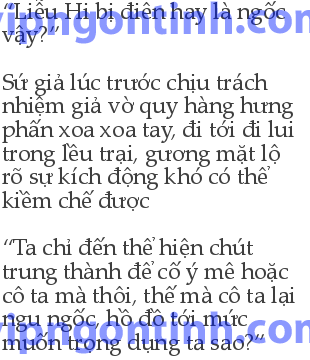 vipngontinh.com
“Liễu Hi bị điên hay là ngốc
vậy?”
Sứ giả lúc trước chịu trách
nhiệm giả vờ quy hàng hưng
phấn xoa xoa tay, đi tới đi lui
trong lều trại, gương mặt lộ
rõ sự kích động khó có thể
kiềm chế được
“Ta chỉ đến thể hiện chút
trung thành để cố ý mê hoặc
cô ta mà thôi, thế mà cô ta lại
ngu ngốc, hồ đồ tới mức
muốn trọng dụng ta sao?”
vipngontinh.com